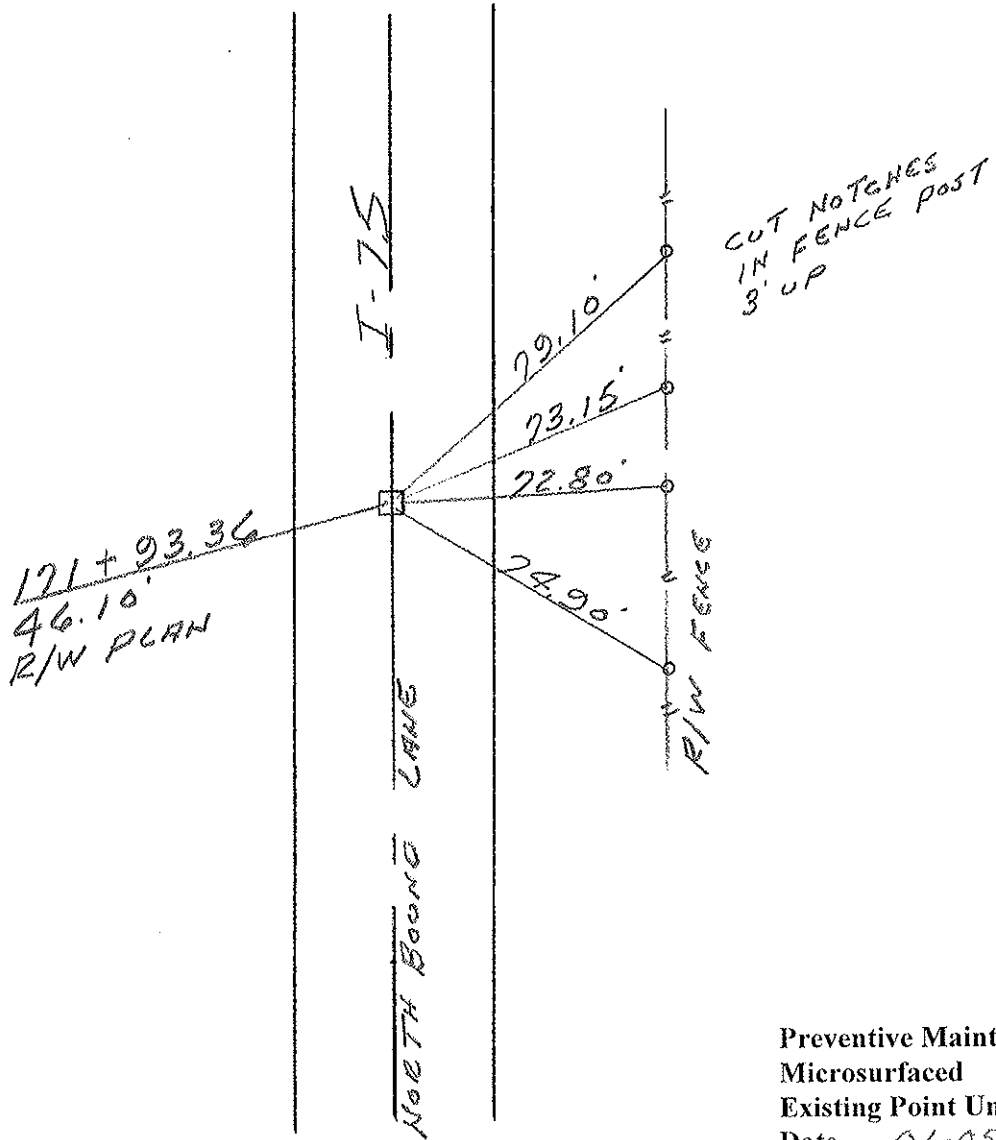 I-75
CUT NOTCHES
IN FENCE POST
3' UP
79.10'
73.15'
72.80'
74.90'
171 + 93.36
46.10'
R/W PLAN
R/W FENCE
NORTH BOUND LANE
Preventive Maint
Microsurfaced
Existing Point Un